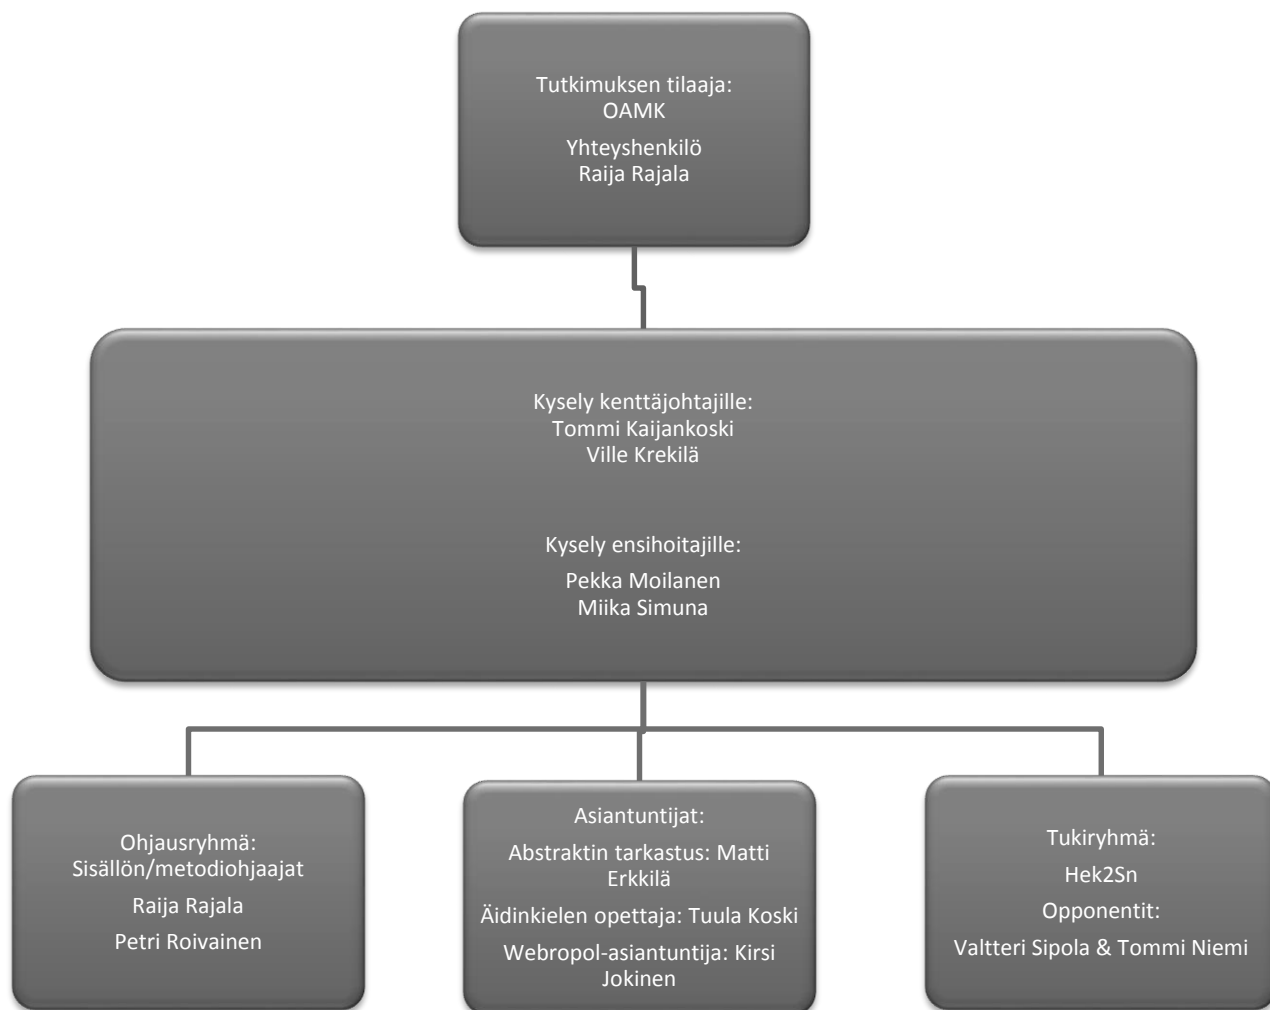 Tutkimuksen tilaaja:
OAMK
Yhteyshenkilö
Raija Rajala
Kysely kenttäjohtajille:
Tommi Kaijankoski
Ville Krekilä
Kysely ensihoitajille:
Pekka Moilanen
Miika Simuna
Ohjausryhmä:
Sisällön/metodiohjaajat
Raija Rajala
Petri Roivainen
Asiantuntijat:
Abstraktin tarkastus: Matti
Erkkilä
Äidinkielen opettaja: Tuula Koski
Webropol-asiantuntija: Kirsi
Jokinen
Tukiryhmä:
Hek2Sn
Opponentit:
Valtteri Sipola & Tommi Niemi